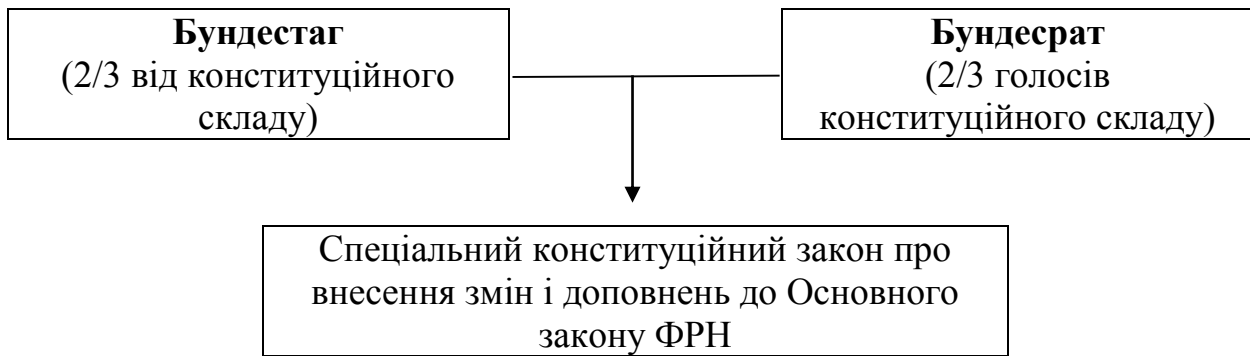 Бундестаг
(2/3 від конституційного
складу)
Бундесрат
(2/3 голосів
конституційного складу)
Спеціальний конституційний закон про
внесення змін і доповнень до Основного
закону ФРН